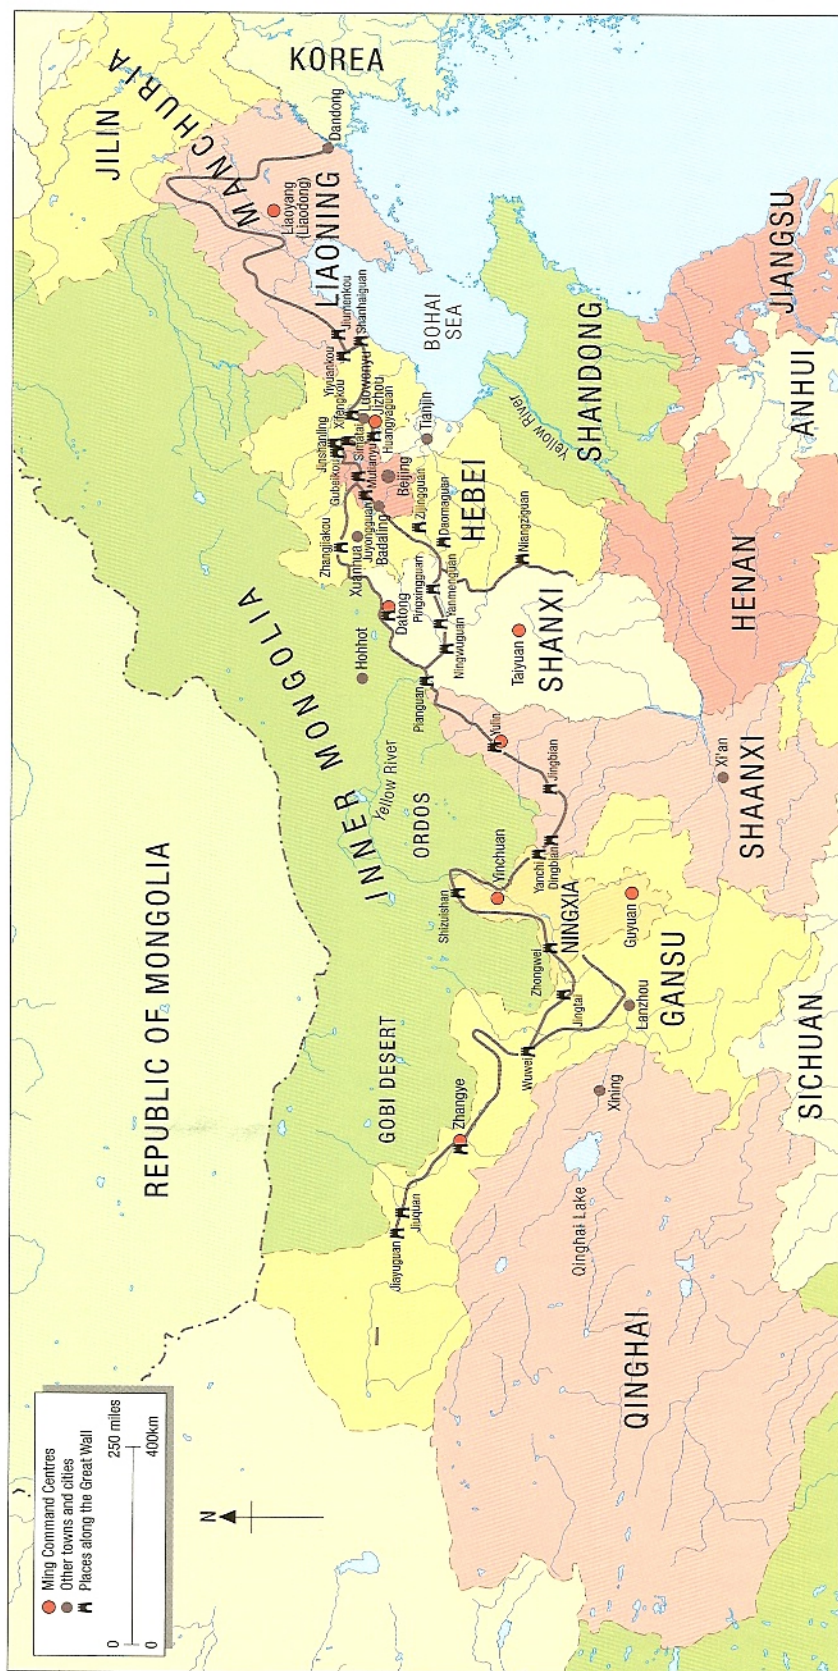 Ming Command Centres
Other towns and cities
Places along the Great Wall
0 250 miles
0 400km
N
REPUBLIC OF MONGOLIA
INNER MONGOLIA
MANCHURIA
JILIN
KOREA
LIAONING
Liaoyang
(Liaodong)
Dandong
GOBI DESERT
ORDOS
Yellow River
Hohhot
Jiayuguan
Jiuquan
Zhangye
Wuwei
Jingtai
Zhongwei
Lanzhou
Xining
Qinghai Lake
QINGHAI
GANSU
NINGXIA
Guyuan
Shizuishan
Yinchuan
Yanchi
Dingbian
Jingbian
Yulin
Pianguan
Ningwuguan
Yanmenguan
Pingxingguan
Datong
Zhangjiakou
Xuanhua
Juyongguan
Badaling
Gubeikou
Jinshanling
Mutianyu
Simatai
Xifengkou
Yiyuankou
Luowenyu
Jizhou
Huangyaguan
Jiumenkou
Shanhaiguan
Beijing
Tianjin
Zijingguan
Daomaguan
Niangziguan
HEBEI
BOHAI
SEA
Taiyuan
SHANXI
SHAANXI
Xi'an
SICHUAN
HENAN
SHANDONG
Yellow River
ANHUI
JIANGSU